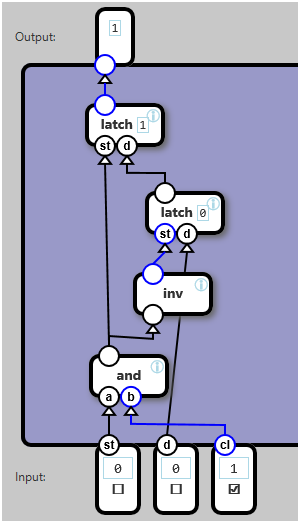 Output:
1
latch 1
st d
latch 0
st d
inv
and
a b
st d cl
Input:
0 0 1